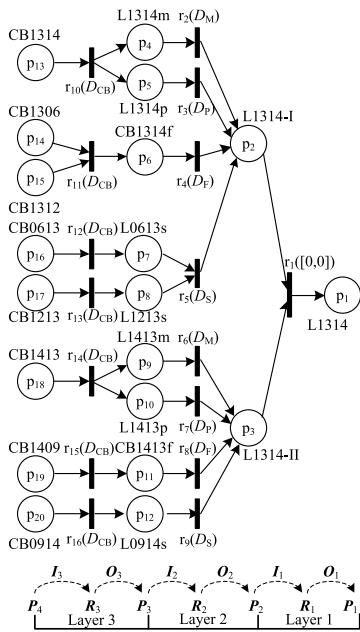 CB1314
L1314m
r2(DM)
p13
p4
r10(DCB)
p5
r3(DP)
L1314p
L1314-I
CB1306
CB1314f
p14
p2
p15
p6
r11(DCB)
r4(DF)
CB1312
CB0613
r12(DCB)
L0613s
r1([0,0])
p16
p7
p17
p8
r5(DS)
p1
CB1213
r13(DCB)
L1213s
L1314
L1413m
r6(DM)
CB1413
r14(DCB)
p9
p18
p10
r7(DP)
L1413p
p3
CB1409
r15(DCB)
CB1413f
r8(DF)
L1314-II
p19
p11
p20
p12
CB0914
r16(DCB)
L0914s
r9(DS)
I3 O3 I2 O2 I1 O1
P4 R3 P3 R2 P2 R1 P1
Layer 3 Layer 2 Layer 1